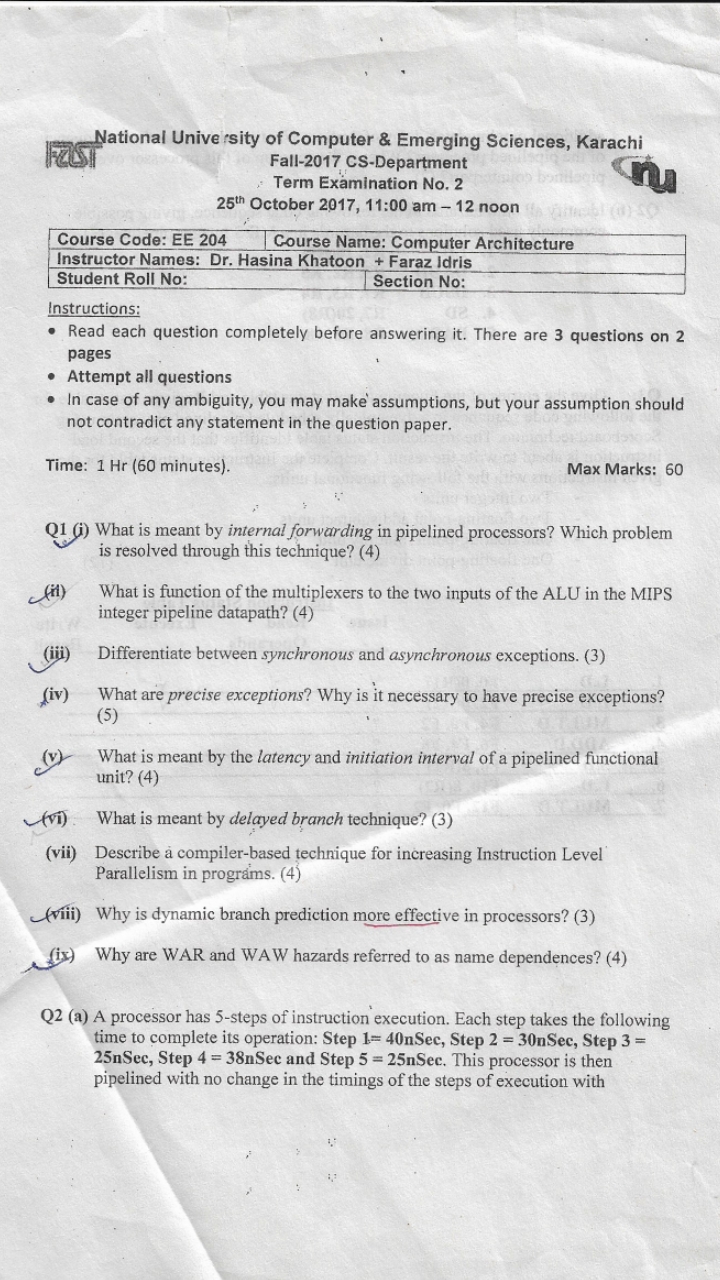 FAST
National University of Computer & Emerging Sciences, Karachi
Fall-2017 CS-Department
nu
Term Examination No. 2
25th October 2017, 11:00 am – 12 noon
Course Code: EE 204 Course Name: Computer Architecture
Instructor Names: Dr. Hasina Khatoon + Faraz Idris
Student Roll No: Section No:
Instructions:
• Read each question completely before answering it. There are 3 questions on 2
pages
• Attempt all questions
• In case of any ambiguity, you may make assumptions, but your assumption should
not contradict any statement in the question paper.
Time: 1 Hr (60 minutes). Max Marks: 60
Q1 (i) What is meant by internal forwarding in pipelined processors? Which problem
is resolved through this technique? (4)
(ii) What is function of the multiplexers to the two inputs of the ALU in the MIPS
integer pipeline datapath? (4)
(iii) Differentiate between synchronous and asynchronous exceptions. (3)
(iv) What are precise exceptions? Why is it necessary to have precise exceptions?
(5)
(v) What is meant by the latency and initiation interval of a pipelined functional
unit? (4)
(vi) What is meant by delayed branch technique? (3)
(vii) Describe a compiler-based technique for increasing Instruction Level
Parallelism in programs. (4)
(viii) Why is dynamic branch prediction more effective in processors? (3)
(ix) Why are WAR and WAW hazards referred to as name dependences? (4)
Q2 (a) A processor has 5-steps of instruction execution. Each step takes the following
time to complete its operation: Step 1= 40nSec, Step 2 = 30nSec, Step 3 =
25nSec, Step 4 = 38nSec and Step 5 = 25nSec. This processor is then
pipelined with no change in the timings of the steps of execution with